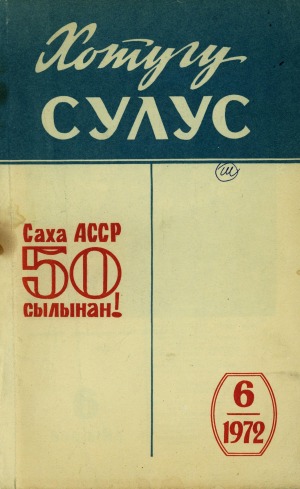 Хотугу
СУЛУС
ш
Саха АССР
50
сылынан!
6
1972